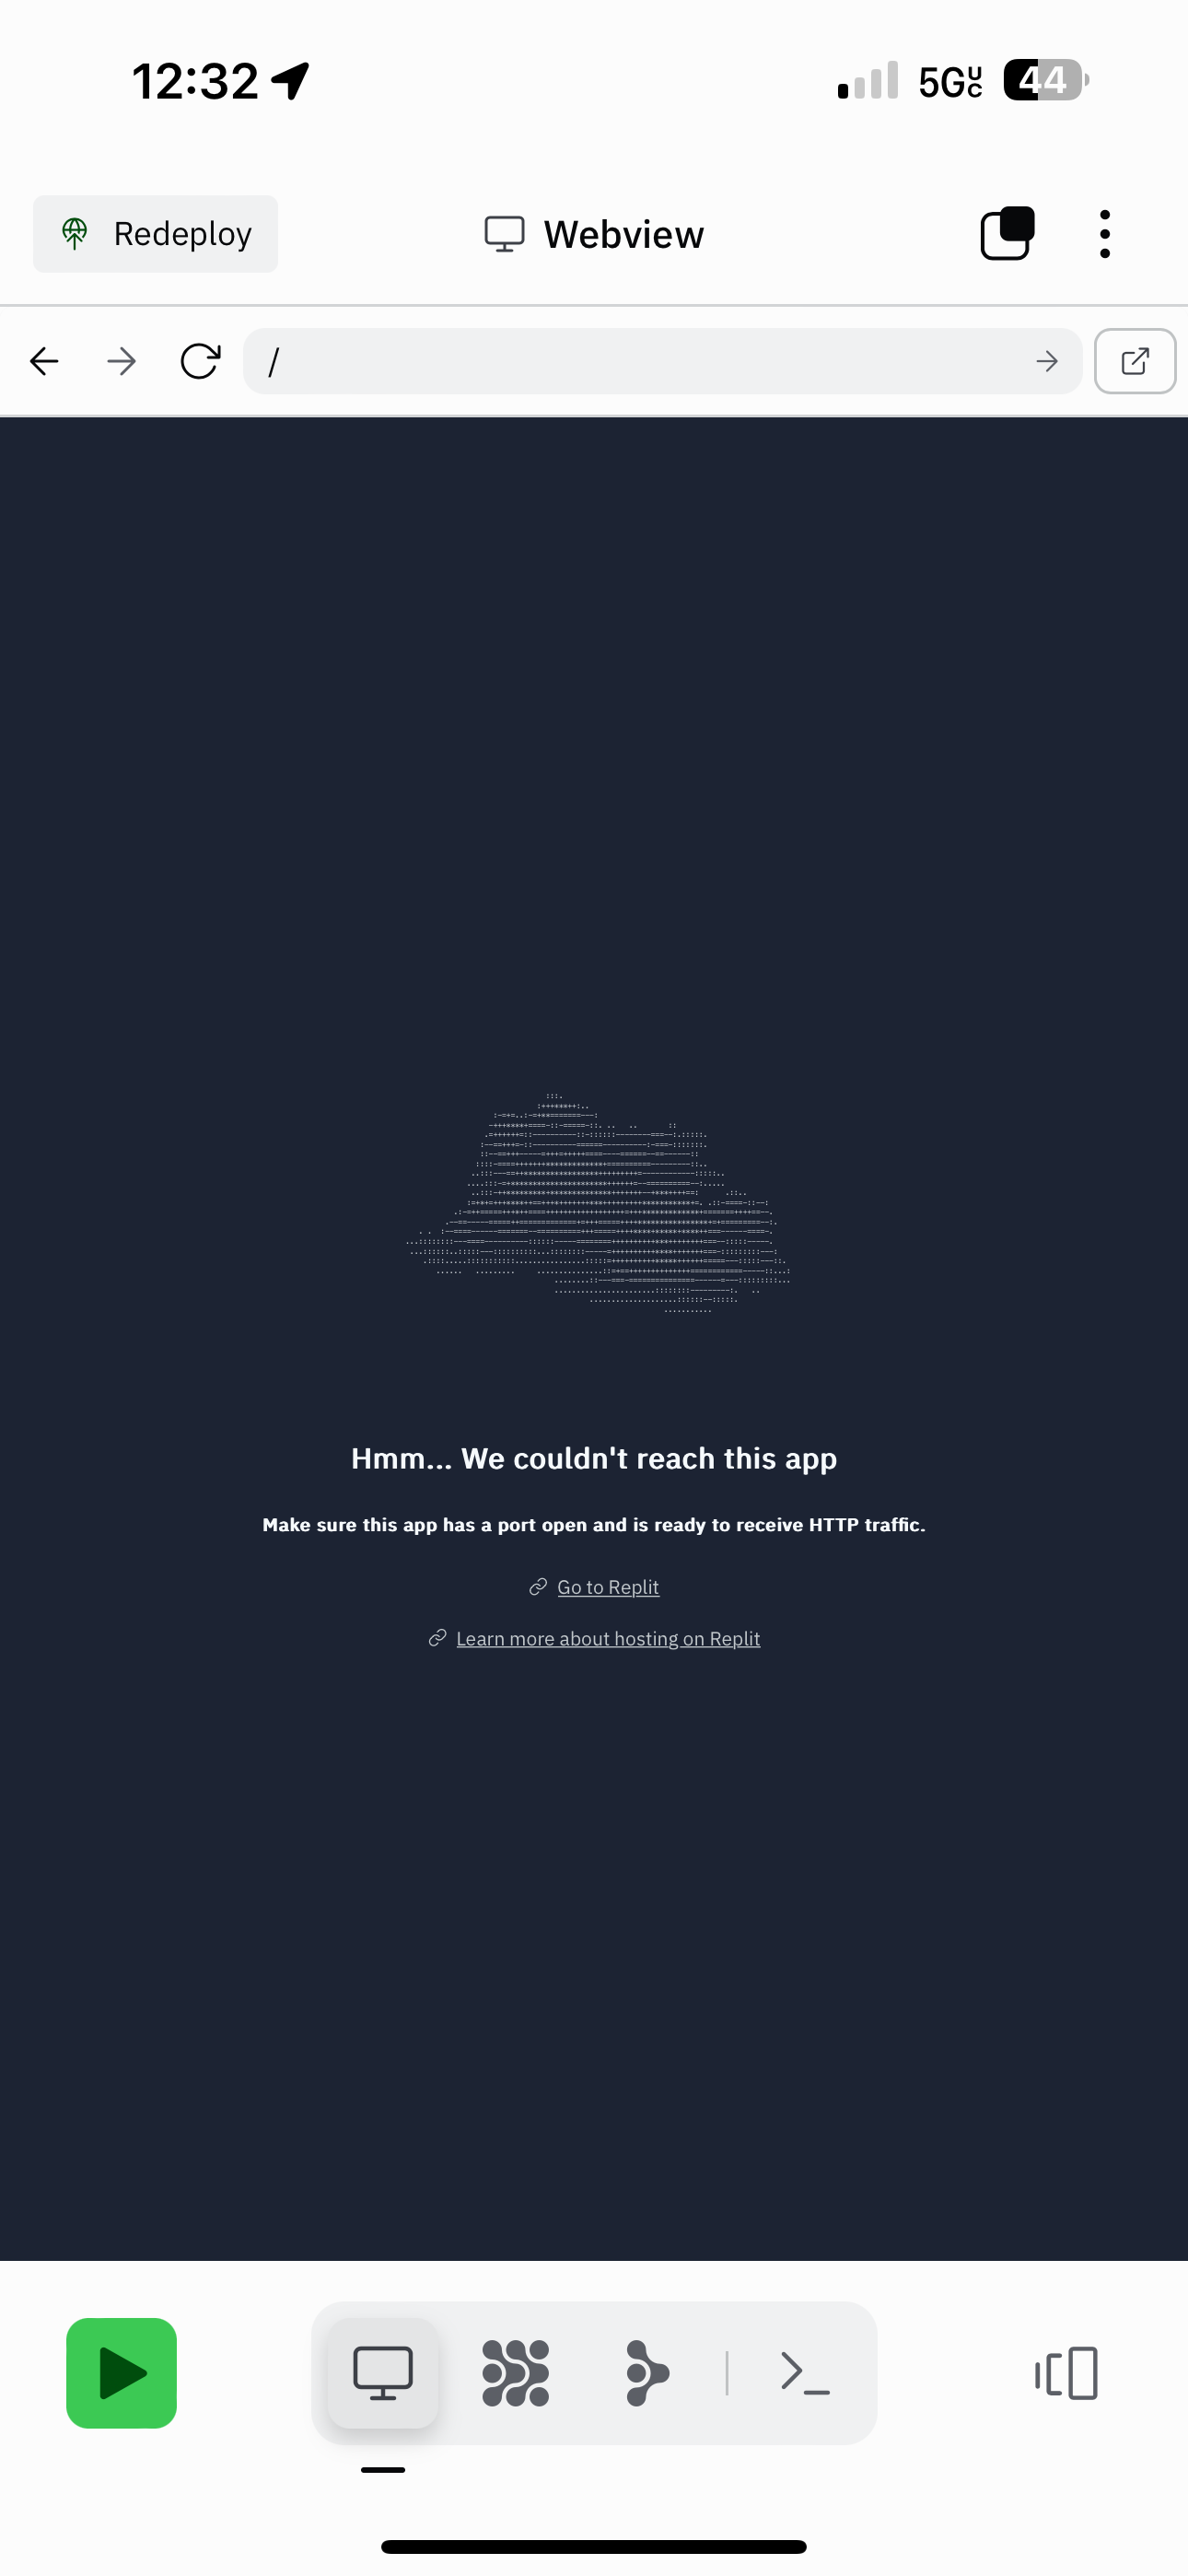 12:32
5G UC
44
Redeploy
Webview
/
Hmm... We couldn't reach this app
Make sure this app has a port open and is ready to receive HTTP traffic.
Go to Replit
Learn more about hosting on Replit